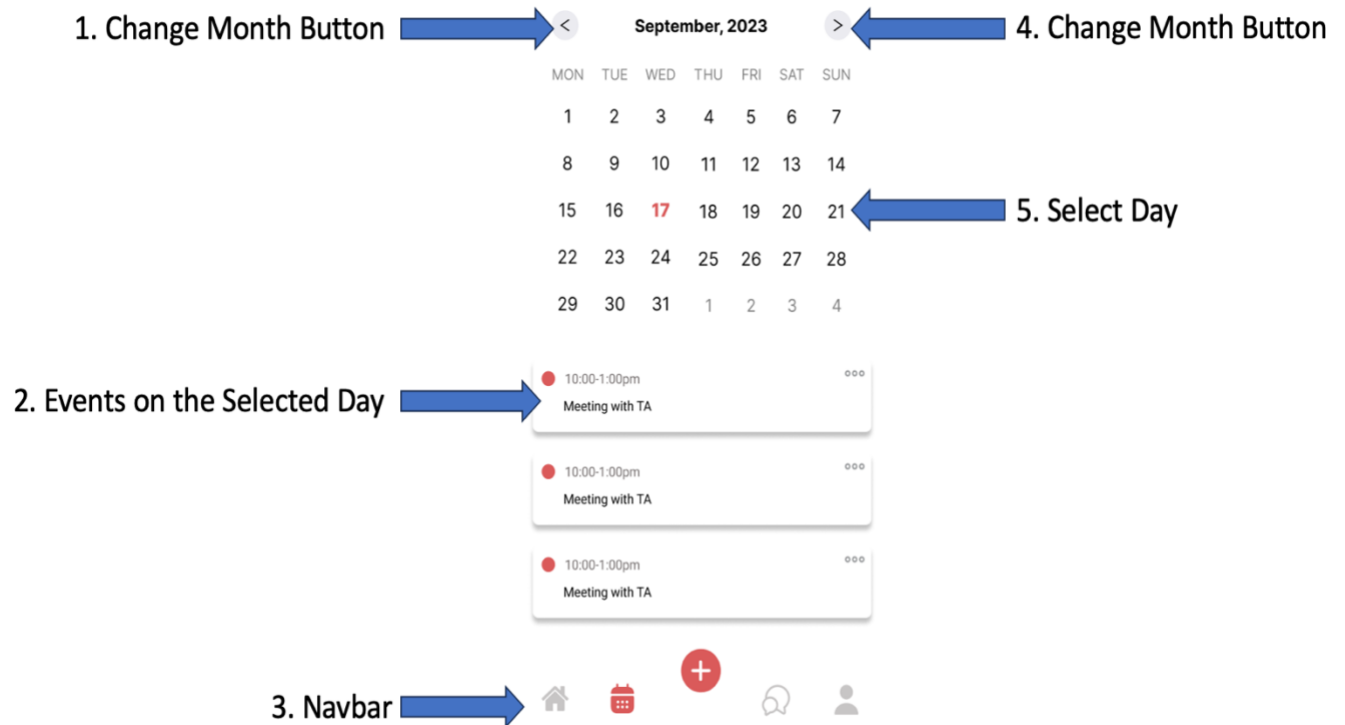 1. Change Month Button
<
September, 2023
>
4. Change Month Button
MON TUE WED THU FRI SAT SUN
1 2 3 4 5 6 7
8 9 10 11 12 13 14
15 16 17 18 19 20 21
5. Select Day
22 23 24 25 26 27 28
29 30 31 1 2 3 4
10:00-1:00pm
2. Events on the Selected Day
Meeting with TA
10:00-1:00pm
Meeting with TA
10:00-1:00pm
Meeting with TA
+
3. Navbar